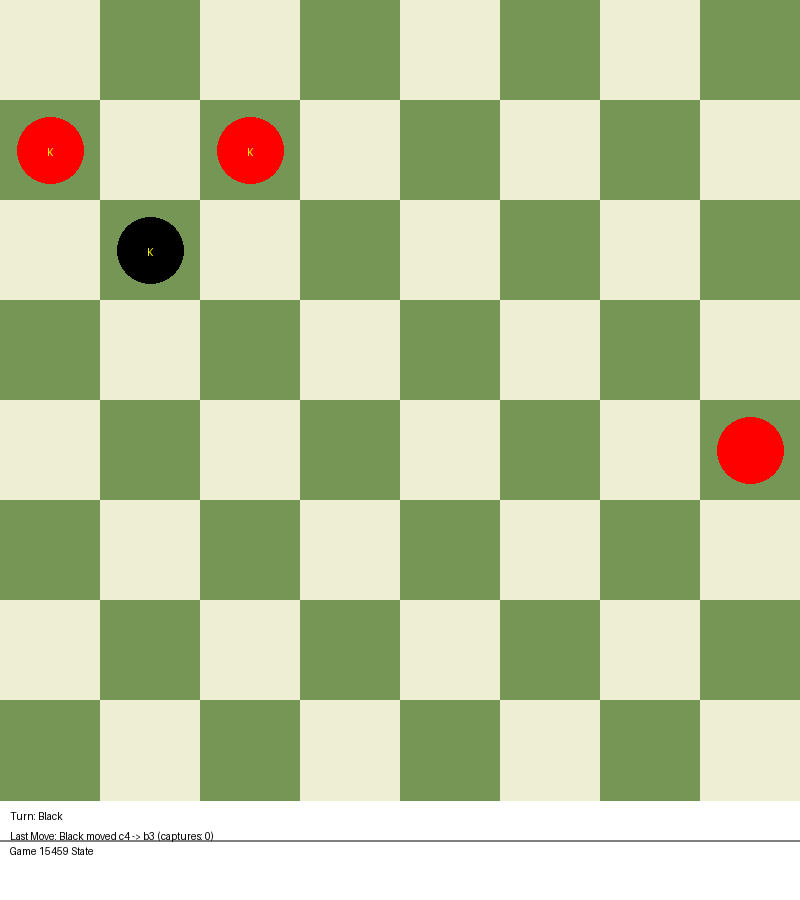 K
K
K
Turn: Black
Last Move: Black moved c4 -> b3 (captures: 0)
Game 15459 State